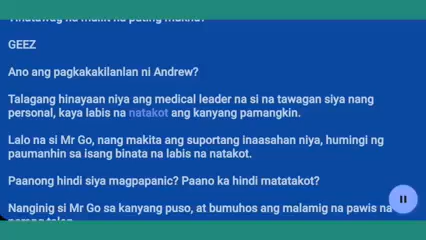 GEEZ
Ano ang pagkakakilanlan ni Andrew?
Talagang hinayaan niya ang medical leader na si na tawagan siya nang
personal, kaya labis na natakot ang kanyang pamangkin.
Lalo na si Mr Go, nang makita ang suportang inaasahan niya, humingi ng
paumanhin sa isang binata na labis na natakot.
Paanong hindi siya magpapanic? Paano ka hindi matatakot?
Nanginig si Mr Go sa kanyang puso, at bumuhos ang malamig na pawis na